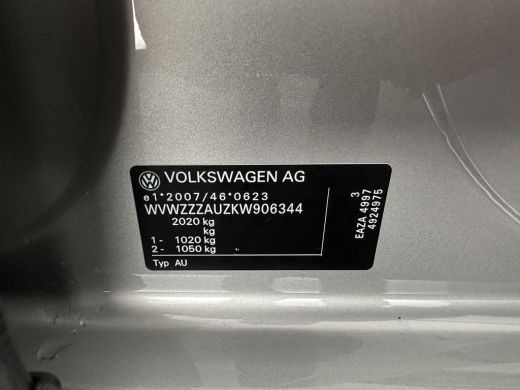 VOLKSWAGEN AG
e1*2007/46*0623
WVWZZZAUZKW906344
2020 kg
kg
1- 1020 kg
2- 1050 kg
Typ AU
3
EAZA 4997
4924975